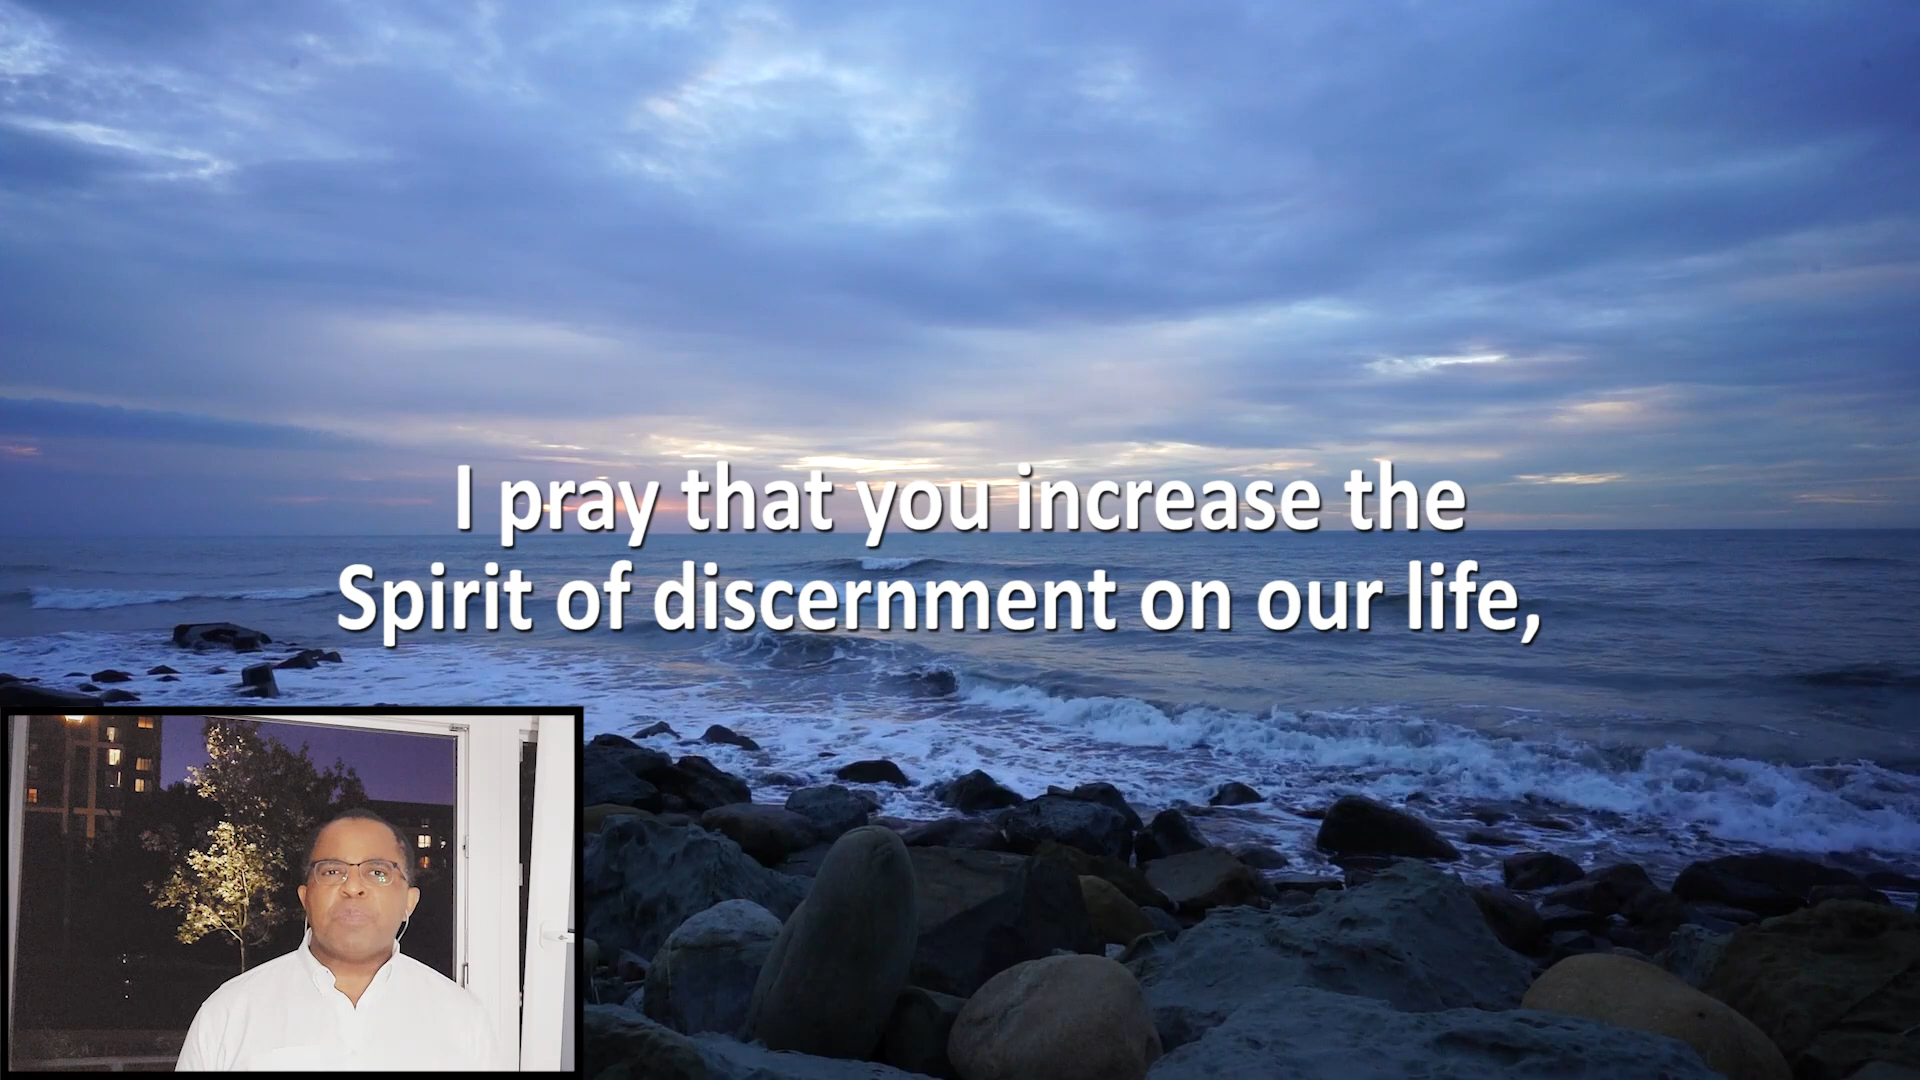 I pray that you increase the
Spirit of discernment on our life,